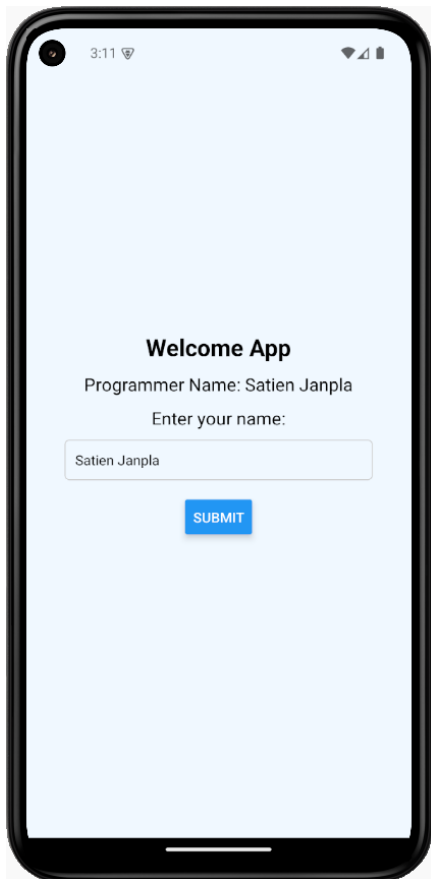 3:11
Welcome App
Programmer Name: Satien Janpla
Enter your name:
Satien Janpla
SUBMIT